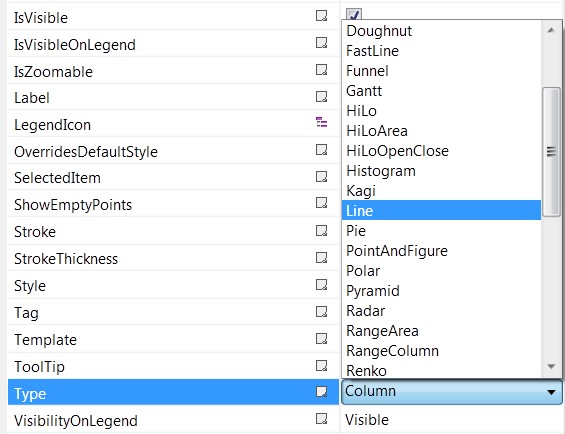 IsVisible
IsVisibleOnLegend
IsZoomable
Label
LegendIcon
OverridesDefaultStyle
SelectedItem
ShowEmptyPoints
Stroke
StrokeThickness
Style
Tag
Template
ToolTip
Type
VisibilityOnLegend
Doughnut
FastLine
Funnel
Gantt
HiLo
HiLoArea
HiLoOpenClose
Histogram
Kagi
Line
Pie
PointAndFigure
Polar
Pyramid
Radar
RangeArea
RangeColumn
Renko
Column
Visible